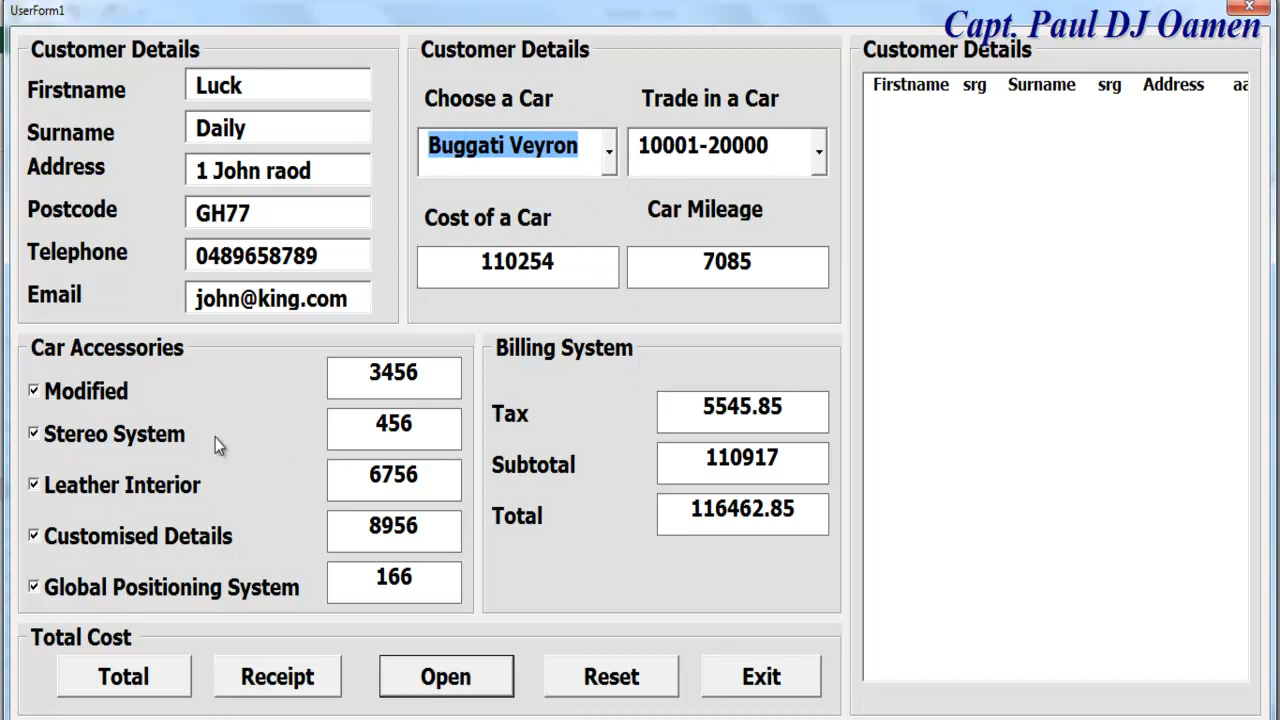 UserForm1
Capt. Paul DJ Oamen
Customer Details
Firstname Luck
Surname Daily
Address 1 John raod
Postcode GH77
Telephone 0489658789
Email john@king.com
Customer Details
Choose a Car Trade in a Car
Buggati Veyron 10001-20000
Cost of a Car Car Mileage
110254 7085
Customer Details
Firstname srg Surname srg Address aa
Car Accessories
Modified 3456
Stereo System 456
Leather Interior 6756
Customised Details 8956
Global Positioning System 166
Billing System
Tax 5545.85
Subtotal 110917
Total 116462.85
Total Cost
Total Receipt Open Reset Exit